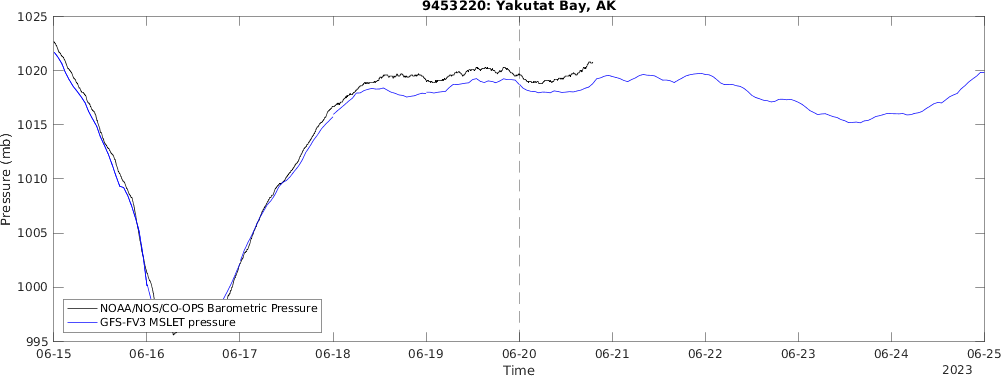 9453220: Yakutat Bay, AK
1025
1020
1015
1010
1005
1000
995
Pressure (mb)
NOAA/NOS/CO-OPS Barometric Pressure
GFS-FV3 MSLET pressure
06-15 06-16 06-17 06-18 06-19 06-20 06-21 06-22 06-23 06-24 06-25
Time
2023